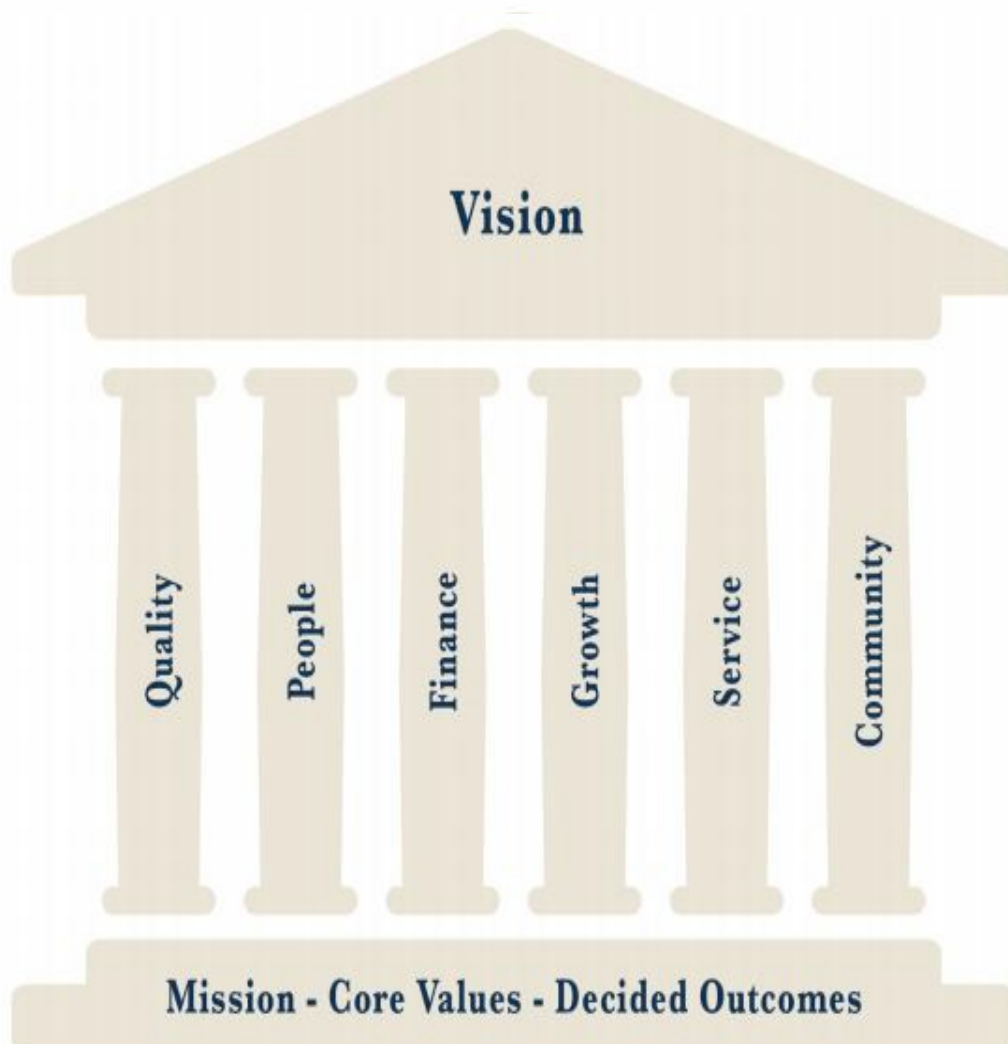 Vision
Quality
People
Finance
Growth
Service
Community
Mission - Core Values - Decided Outcomes